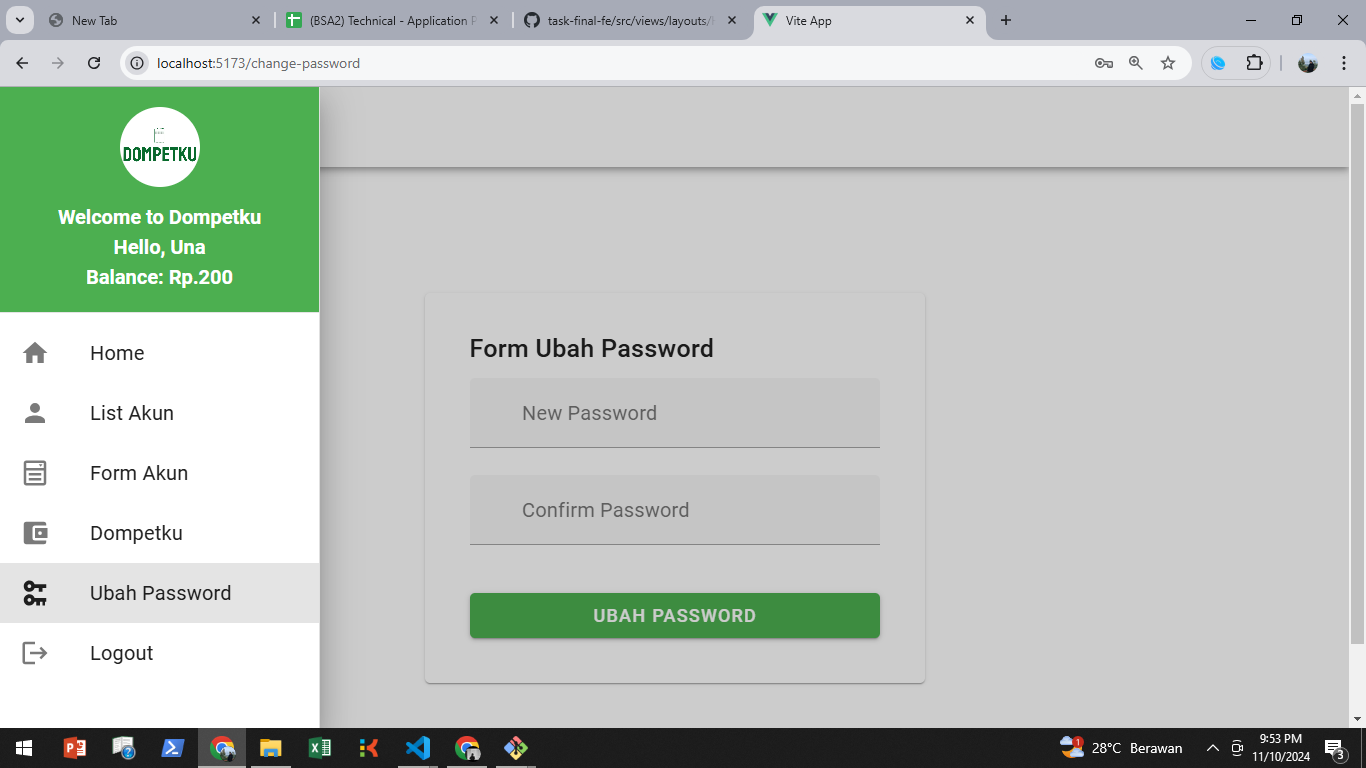 New Tab
(BSA2) Technical - Application P
task-final-fe/src/views/layouts/
Vite App
localhost:5173/change-password
DOMPETKU
Welcome to Dompetku
Hello, Una
Balance: Rp.200
Home
List Akun
Form Akun
Dompetku
Ubah Password
Logout
Form Ubah Password
New Password
Confirm Password
UBAH PASSWORD
1
28°C Berawan
9:53 PM
11/10/2024
3